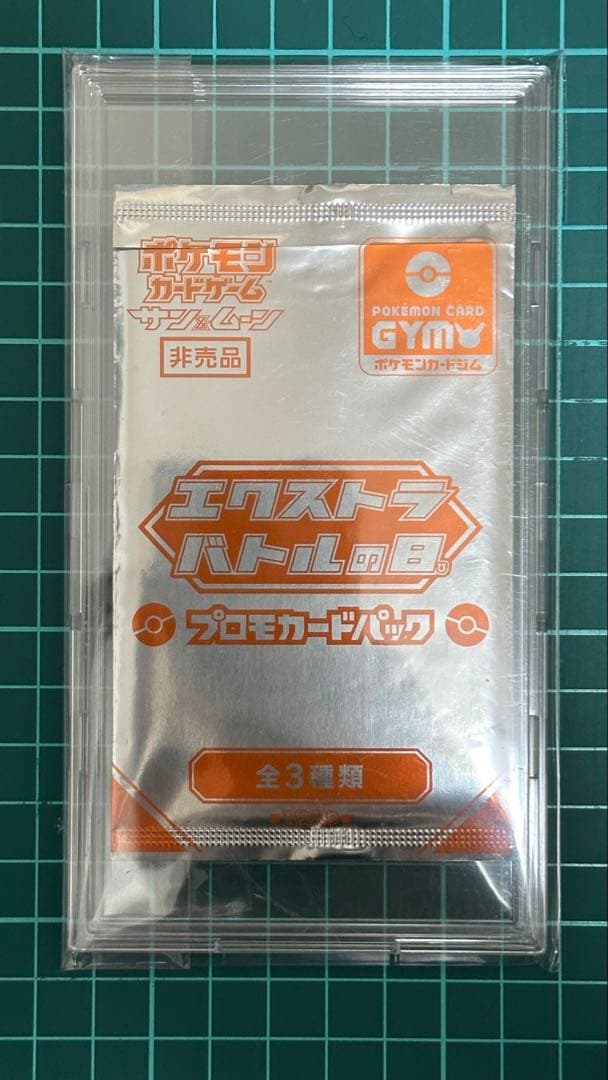 ポケモン
カードゲーム
サン&ムーン
非売品
POKÉMON CARD
GYM
ポケモンカードジム
エクストラ
バトルの日
プロモカードパック
全3種類